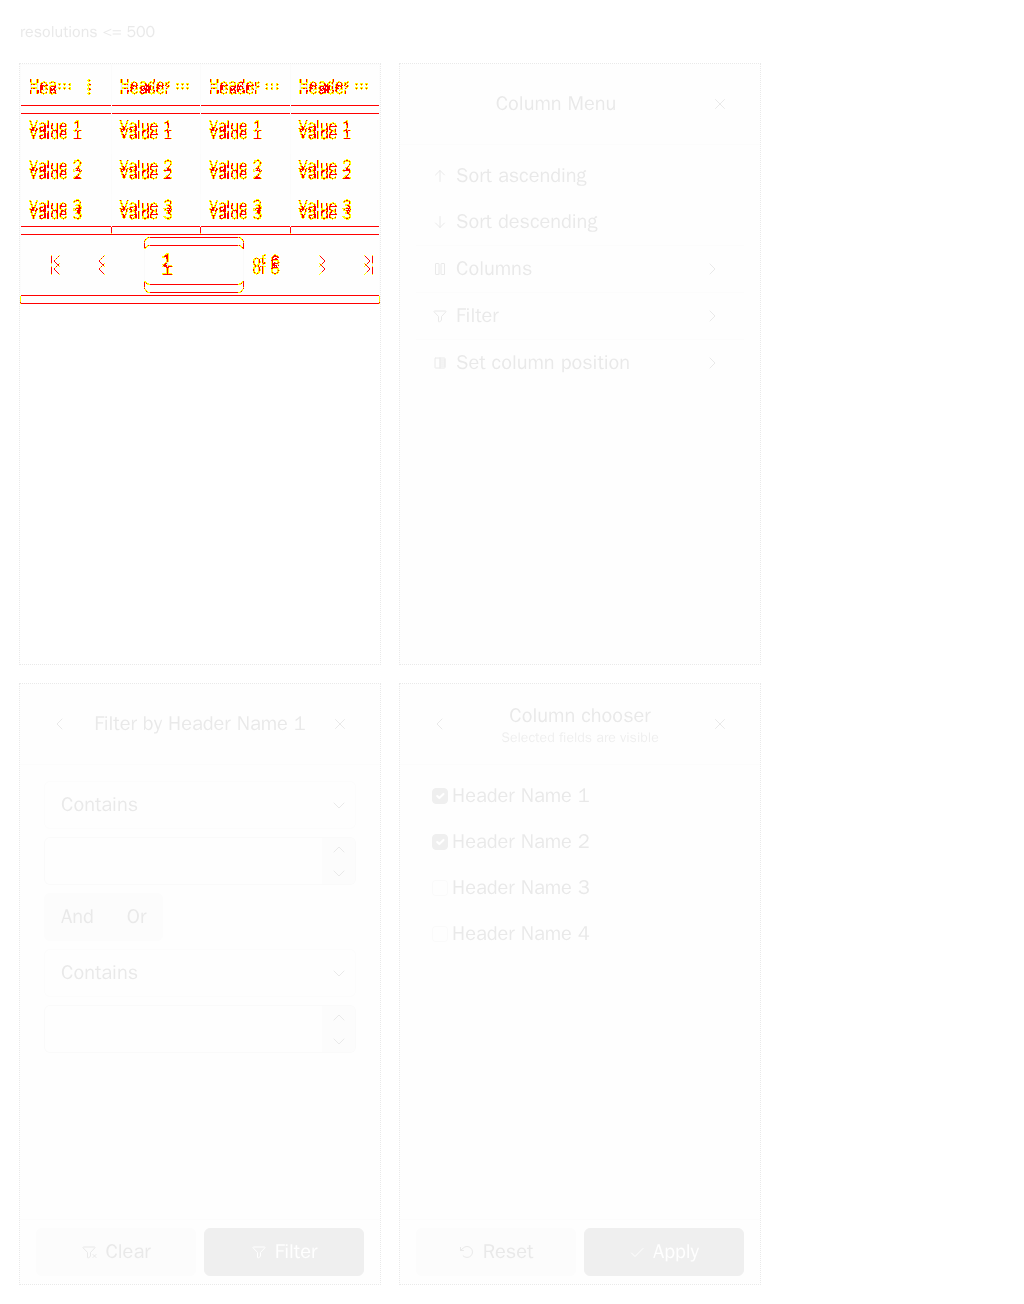 resolutions <= 500
Hea... Header ... Header ... Header ...
Value 1 Value 1 Value 1 Value 1
Value 2 Value 2 Value 2 Value 2
Value 3 Value 3 Value 3 Value 3
1
Column Menu
Sort ascending
Sort descending
Columns
Filter
Set column position
Filter by Header Name 1
Contains
And Or
Contains
Clear Filter
Column chooser
Selected fields are visible
Header Name 1
Header Name 2
Header Name 3
Header Name 4
Reset Apply